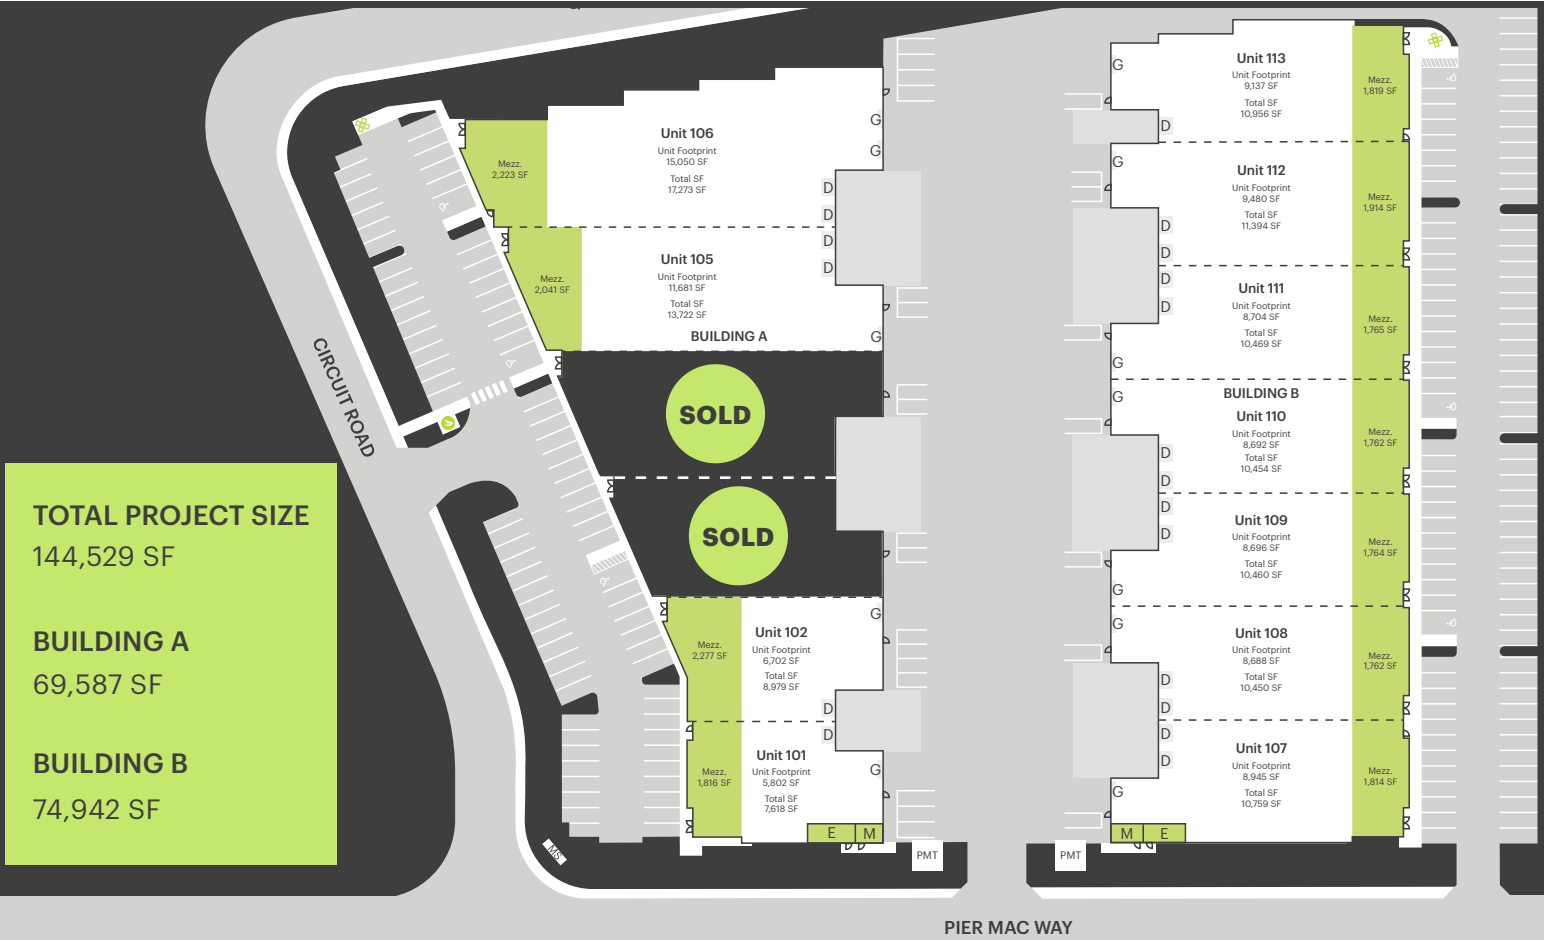 Unit 106
Unit Footprint
15,050 SF
Total SF
17,273 SF
Mezz.
2,223 SF
G
G
D
D
D
D
Unit 105
Unit Footprint
11,681 SF
Total SF
13,722 SF
Mezz.
2,041 SF
BUILDING A
G
SOLD
SOLD
CIRCUIT ROAD
TOTAL PROJECT SIZE
144,529 SF
BUILDING A
69,587 SF
BUILDING B
74,942 SF
G
Unit 102
Unit Footprint
6,702 SF
Total SF
8,979 SF
Mezz.
2,277 SF
D
D
Unit 101
Unit Footprint
5,802 SF
Total SF
7,618 SF
Mezz.
1,816 SF
G
E
M
MS
PMT
G
Unit 113
Unit Footprint
9,137 SF
Total SF
10,956 SF
Mezz.
1,819 SF
D
G
Unit 112
Unit Footprint
9,480 SF
Total SF
11,394 SF
Mezz.
1,914 SF
D
D
D
D
Unit 111
Unit Footprint
8,704 SF
Total SF
10,469 SF
Mezz.
1,765 SF
G
G
BUILDING B
Unit 110
Unit Footprint
8,692 SF
Total SF
10,454 SF
Mezz.
1,762 SF
D
D
D
D
Unit 109
Unit Footprint
8,696 SF
Total SF
10,460 SF
Mezz.
1,764 SF
G
G
Unit 108
Unit Footprint
8,688 SF
Total SF
10,450 SF
Mezz.
1,762 SF
D
D
D
D
Unit 107
Unit Footprint
8,945 SF
Total SF
10,759 SF
Mezz.
1,814 SF
G
M
E
PMT
PIER MAC WAY